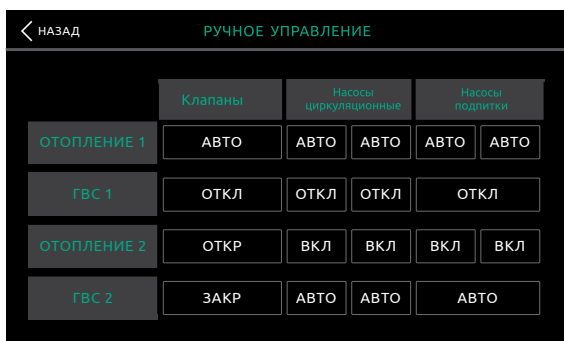 НАЗАД РУЧНОЕ УПРАВЛЕНИЕ
Клапаны Насосы циркуляционные Насосы подпитки
ОТОПЛЕНИЕ 1 АВТО АВТО АВТО АВТО АВТО
ГВС 1 ОТКЛ ОТКЛ ОТКЛ ОТКЛ
ОТОПЛЕНИЕ 2 ОТКР ВКЛ ВКЛ ВКЛ ВКЛ
ГВС 2 ЗАКР АВТО АВТО АВТО